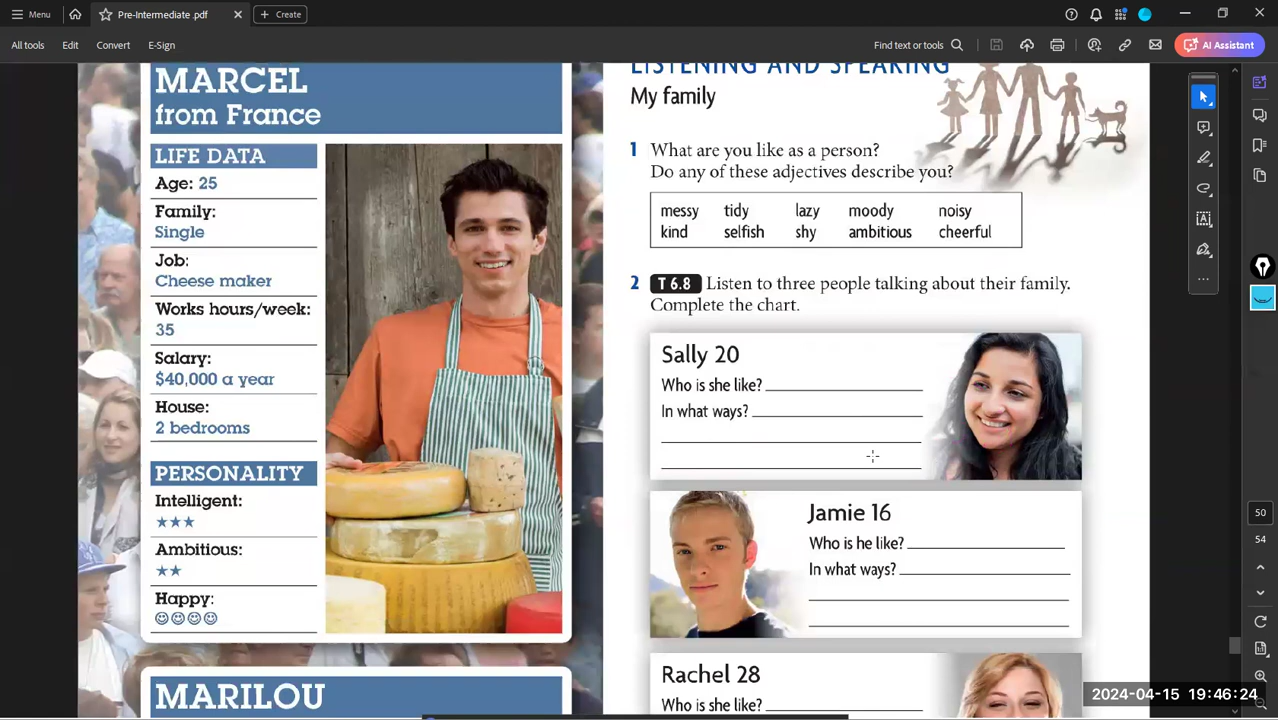 Menu
Pre-Intermediate .pdf
Create
All tools
Edit
Convert
E-Sign
Find text or tools
AI Assistant
MARCEL
from France
LIFE DATA
Age: 25
Family:
Single
Job:
Cheese maker
Works hours/week:
35
Salary:
$40,000 a year
House:
2 bedrooms
PERSONALITY
Intelligent:
Ambitious:
Happy:
MARILOU
LISTENING AND SPEAKING
My family
1 What are you like as a person?
Do any of these adjectives describe you?
messy tidy lazy moody noisy
kind selfish shy ambitious cheerful
2 T 6.8 Listen to three people talking about their family.
Complete the chart.
Sally 20
Who is she like?
In what ways?
Jamie 16
Who is he like?
In what ways?
Rachel 28
Who is she like?
50
54
2024-04-15 19:46:24